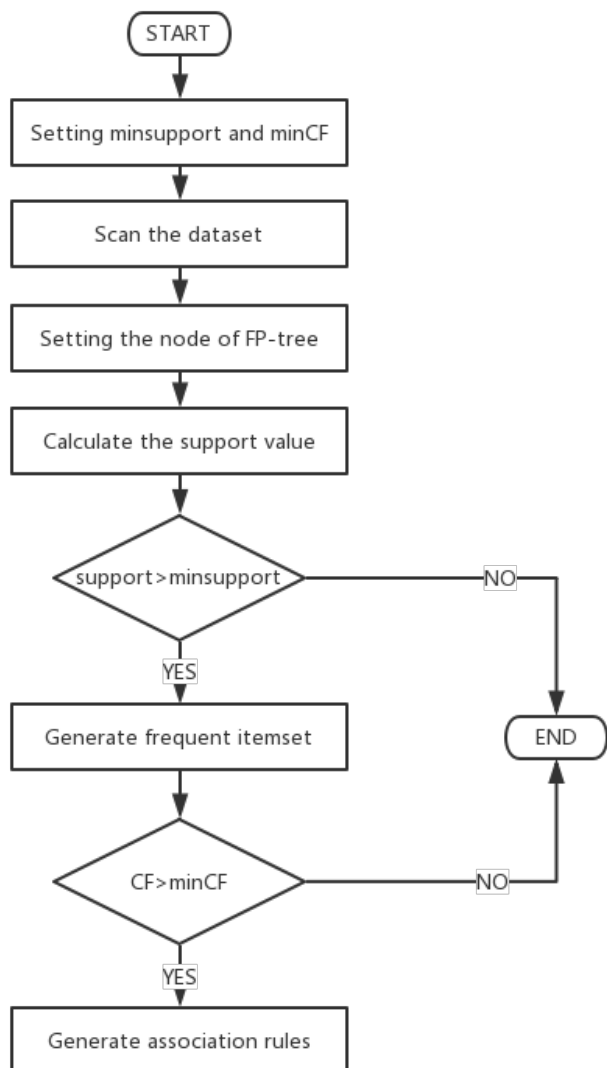 START
Setting minsupport and minCF
Scan the dataset
Setting the node of FP-tree
Calculate the support value
support>minsupport
NO
YES
Generate frequent itemset
END
CF>minCF
NO
YES
Generate association rules